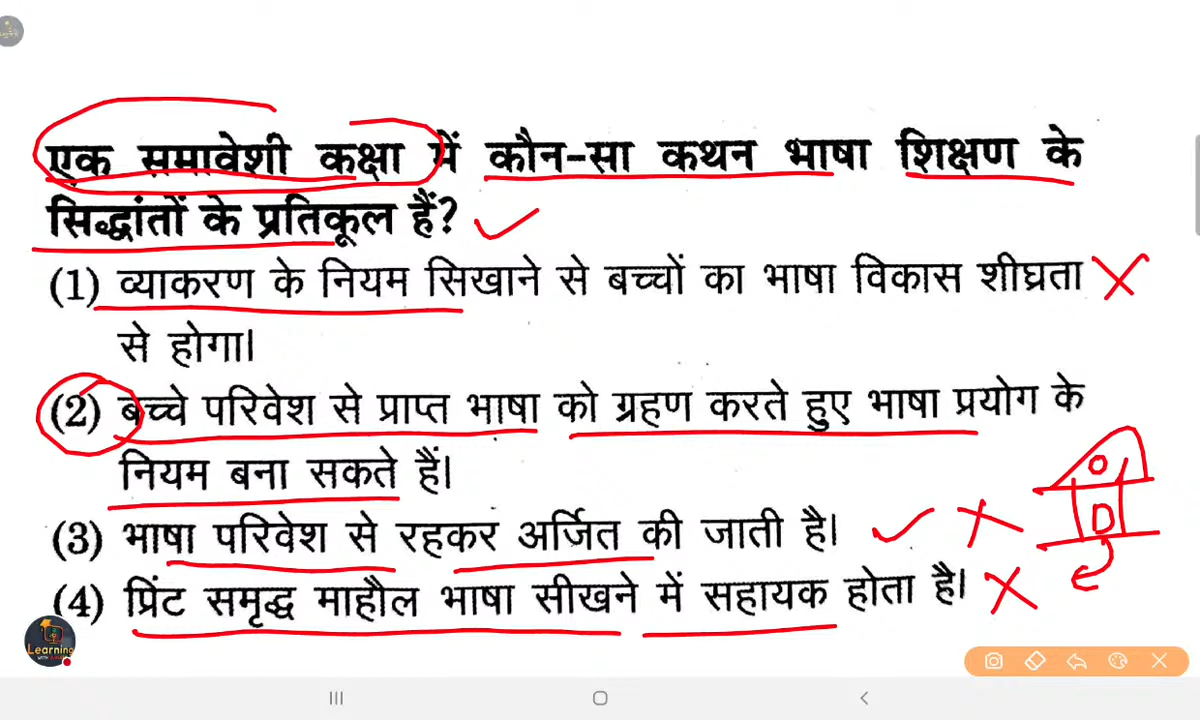 एक समावेशी कक्षा में कौन-सा कथन भाषा शिक्षण के
सिद्धांतों के प्रतिकूल हैं?
(1) व्याकरण के नियम सिखाने से बच्चों का भाषा विकास शीघ्रता
से होगा।
(2) बच्चे परिवेश से प्राप्त भाषा को ग्रहण करते हुए भाषा प्रयोग के
नियम बना सकते हैं।
(3) भाषा परिवेश से रहकर अर्जित की जाती है।
(4) प्रिंट समृद्ध माहौल भाषा सीखने में सहायक होता है।
Learning